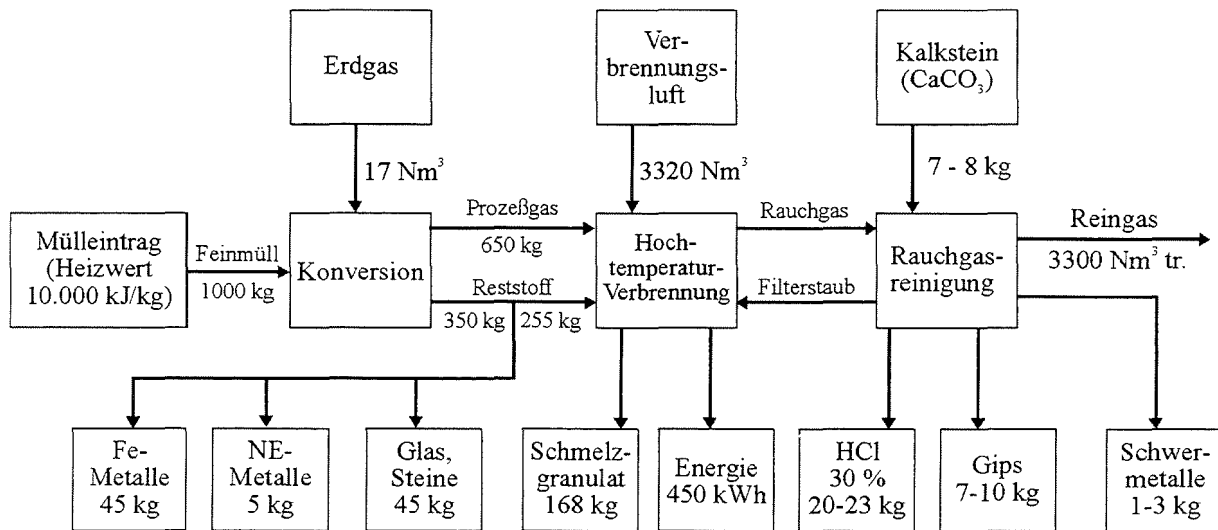 Erdgas
Ver-
brennungs-
luft
Kalkstein
(CaCO₃)
17 Nm³
3320 Nm³
7 - 8 kg
Mülleintrag
(Heizwert
10.000 kJ/kg)
Feinmüll
1000 kg
Konversion
Prozeßgas
650 kg
Reststoff
350 kg
255 kg
Hoch-
temperatur-
Verbrennung
Rauchgas
Filterstaub
Rauchgas-
reinigung
Reingas
3300 Nm³ tr.
Fe-
Metalle
45 kg
NE-
Metalle
5 kg
Glas,
Steine
45 kg
Schmelz-
granulat
168 kg
Energie
450 kWh
HCl
30 %
20-23 kg
Gips
7-10 kg
Schwer-
metalle
1-3 kg